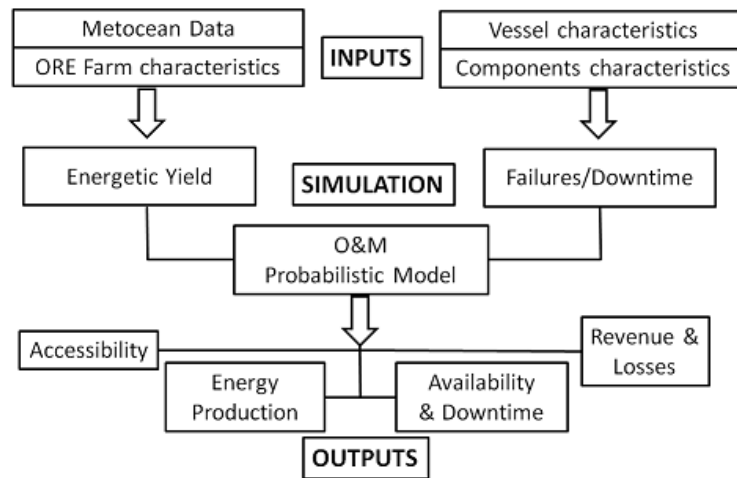 Metocean Data
ORE Farm characteristics
INPUTS
Vessel characteristics
Components characteristics
Energetic Yield
SIMULATION
Failures/Downtime
O&M
Probabilistic Model
Accessibility
Revenue &
Losses
Energy
Production
Availability
& Downtime
OUTPUTS